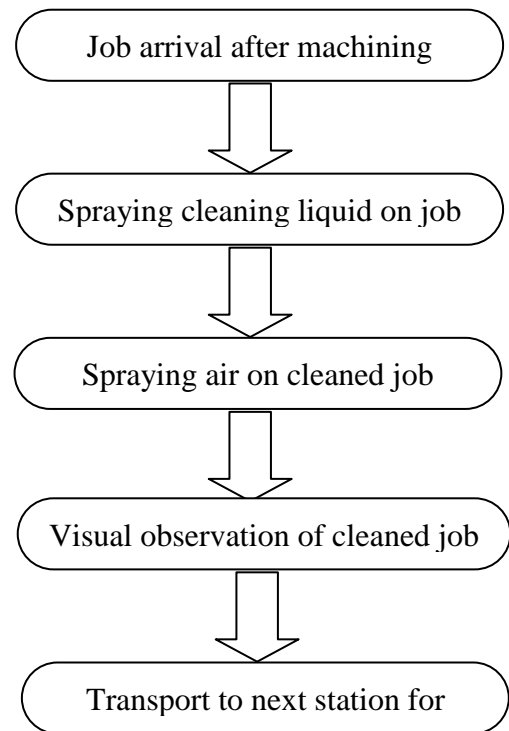 Job arrival after machining
Spraying cleaning liquid on job
Spraying air on cleaned job
Visual observation of cleaned job
Transport to next station for